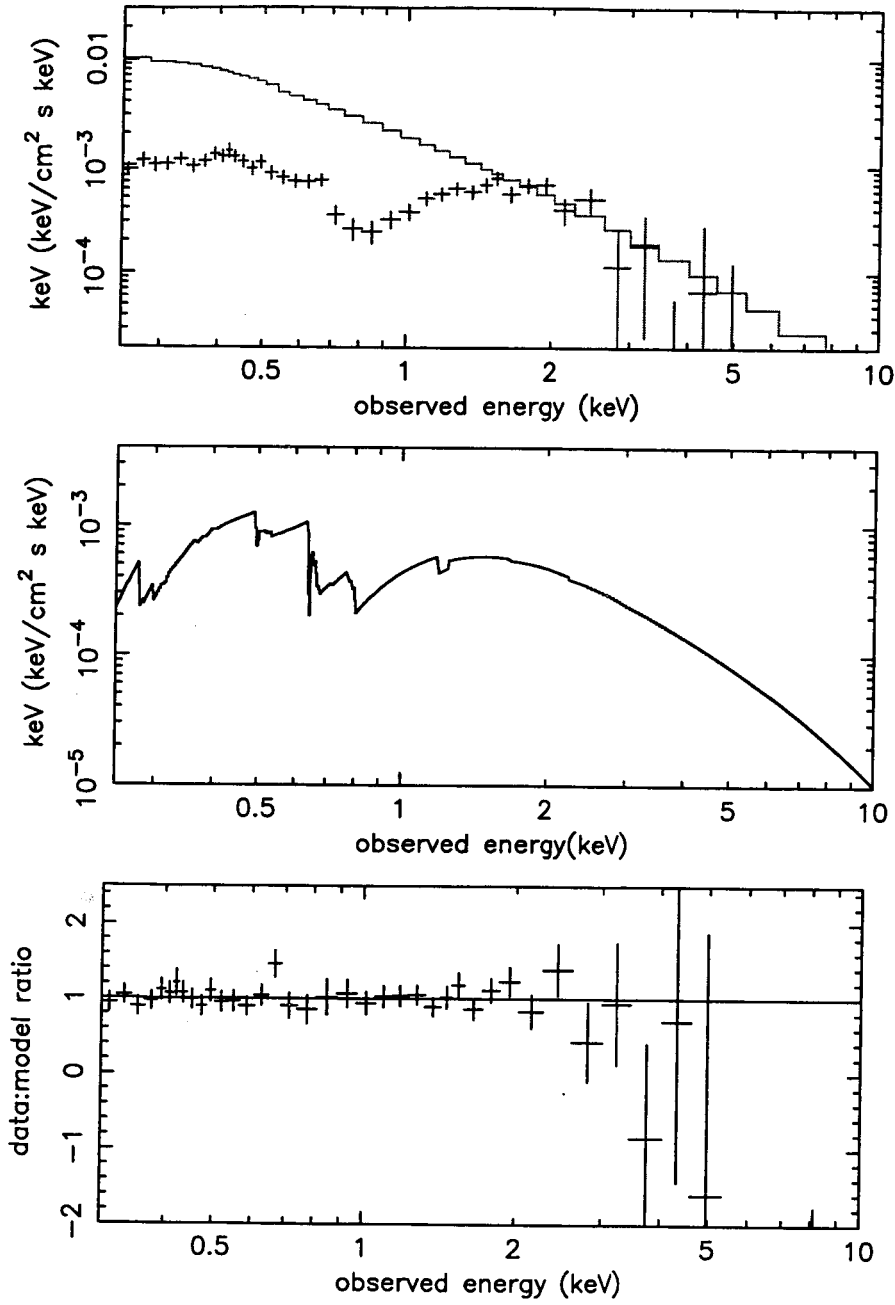 keV (keV/cm² s keV)
0.01
10⁻³
10⁻⁴
0.5 1 2 5 10
observed energy (keV)
keV (keV/cm² s keV)
10⁻³
10⁻⁴
10⁻⁵
0.5 1 2 5 10
observed energy(keV)
data:model ratio
2
1
0
−1
−2
0.5 1 2 5 10
observed energy (keV)